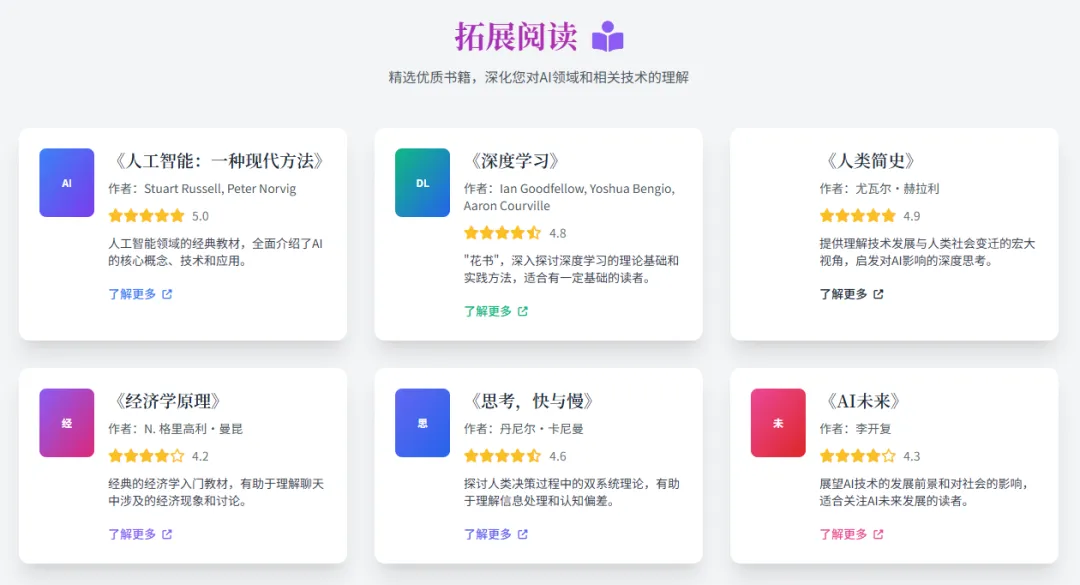 拓展阅读
精选优质书籍，深化您对AI领域和相关技术的理解
AI
《人工智能：一种现代方法》
作者：Stuart Russell, Peter Norvig
5.0
人工智能领域的经典教材，全面介绍了AI
的核心概念、技术和应用。
了解更多
DL
《深度学习》
作者：Ian Goodfellow, Yoshua Bengio,
Aaron Courville
4.8
"花书"，深入探讨深度学习的理论基础和
实践方法，适合有一定基础的读者。
了解更多
《人类简史》
作者：尤瓦尔·赫拉利
4.9
提供理解技术发展与人类社会变迁的宏大
视角，启发对AI影响的深度思考。
了解更多
经
《经济学原理》
作者：N. 格里高利·曼昆
4.2
经典的经济学入门教材，有助于理解聊天
中涉及的经济现象和讨论。
了解更多
思
《思考，快与慢》
作者：丹尼尔·卡尼曼
4.6
探讨人类决策过程中的双系统理论，有助
于理解信息处理和认知偏差。
了解更多
未
《AI未来》
作者：李开复
4.3
展望AI技术的发展前景和对社会的影响，
适合关注AI未来发展的读者。
了解更多